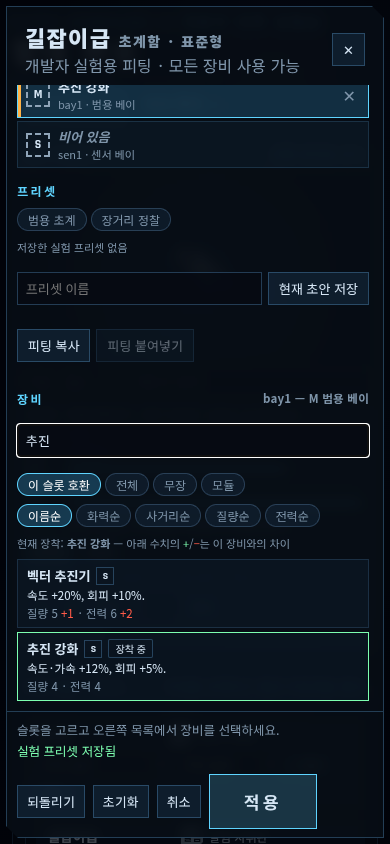 길잡이급 초계함 · 표준형
×
개발자 실험용 피팅 · 모든 장비 사용 가능
M
추진 강화
bay1 · 범용 베이
×
S
비어 있음
sen1 · 센서 베이
프리셋
범용 초계
장거리 정찰
저장한 실험 프리셋 없음
프리셋 이름
현재 초안 저장
피팅 복사
피팅 붙여넣기
장비
bay1 — M 범용 베이
추진
이 슬롯 호환
전체
무장
모듈
이름순
화력순
사거리순
질량순
전력순
현재 장착: 추진 강화 — 아래 수치의 +/−는 이 장비와의 차이
벡터 추진기 S
속도 +20%, 회피 +10%.
질량 5 +1 · 전력 6 +2
추진 강화 S 장착 중
속도·가속 +12%, 회피 +5%.
질량 4 · 전력 4
슬롯을 고르고 오른쪽 목록에서 장비를 선택하세요.
실험 프리셋 저장됨
되돌리기
초기화
취소
적용